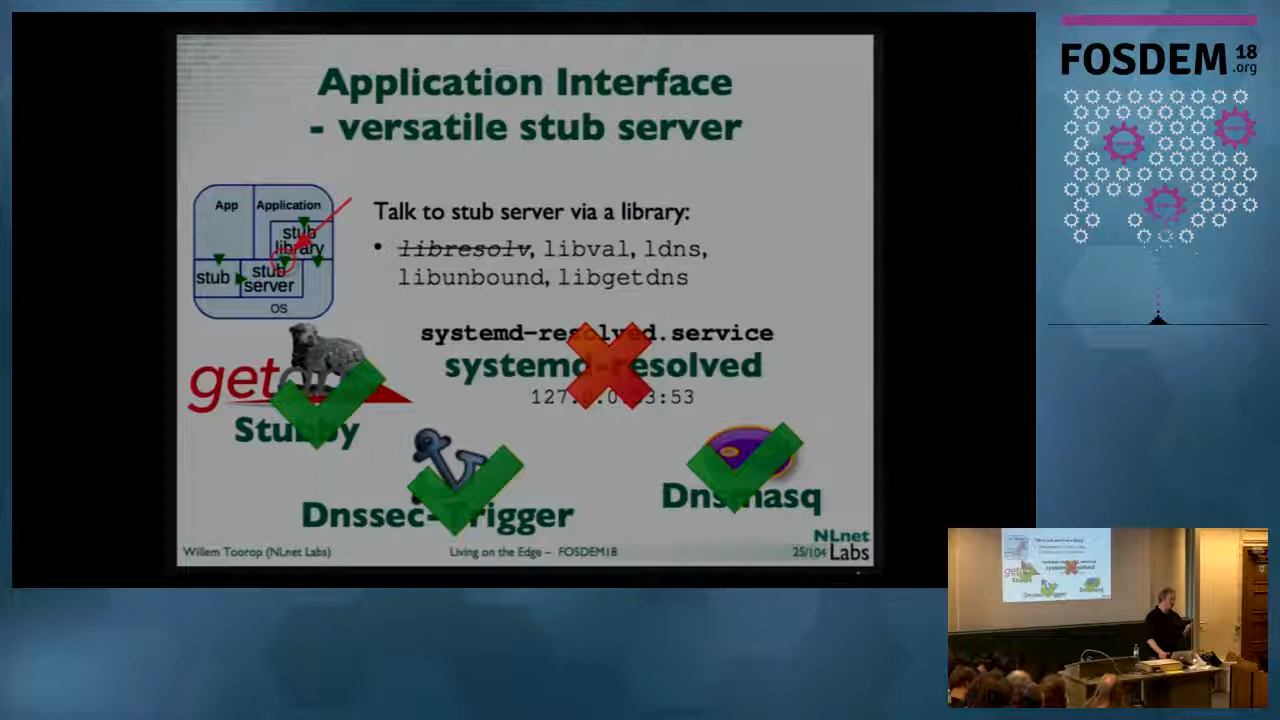 Application Interface
- versatile stub server
App
Application
stub
library
stub
stub
server
OS
Talk to stub server via a library:
• libresolv, libval, ldns,
libunbound, libgetdns
systemd-resolved.service
systemd-resolved
get
Stubby
Dnssec-Trigger
Dnsmasq
Willem Toorop (NLnet Labs)
Living on the Edge – FOSDEM18
25/104
NLnet
Labs
FOSDEM 18
.org